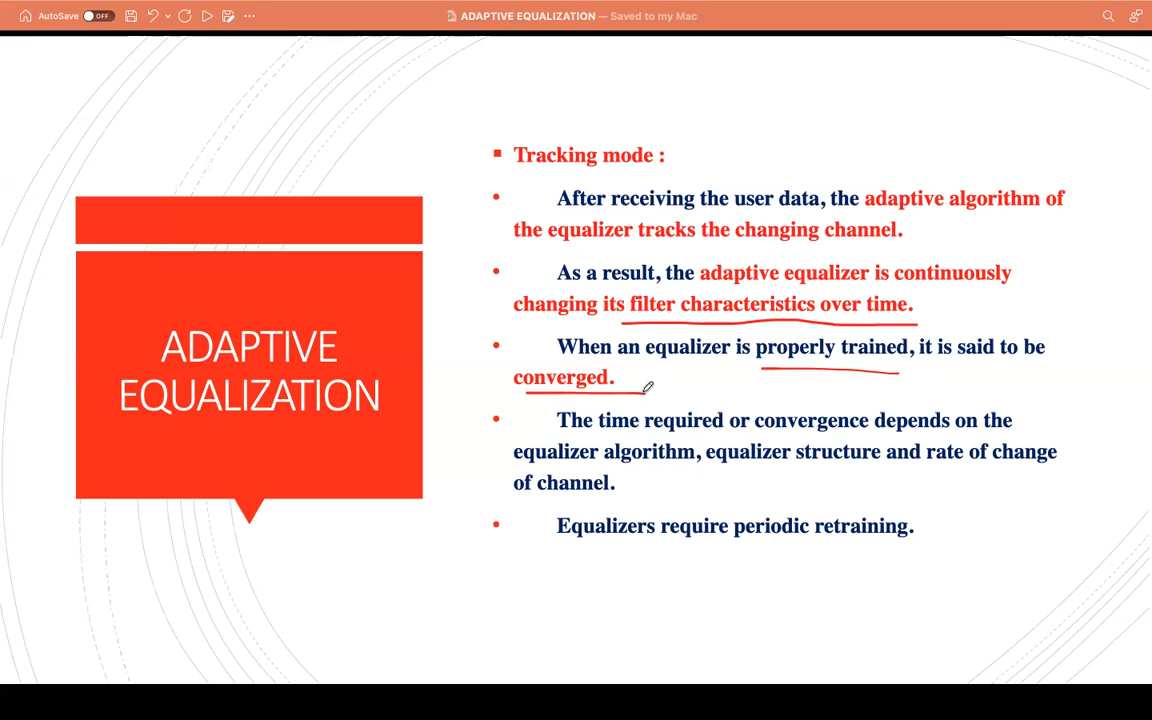 AutoSave OFF
ADAPTIVE EQUALIZATION — Saved to my Mac
ADAPTIVE
EQUALIZATION
Tracking mode :
After receiving the user data, the adaptive algorithm of
the equalizer tracks the changing channel.
As a result, the adaptive equalizer is continuously
changing its filter characteristics over time.
When an equalizer is properly trained, it is said to be
converged.
The time required or convergence depends on the
equalizer algorithm, equalizer structure and rate of change
of channel.
Equalizers require periodic retraining.